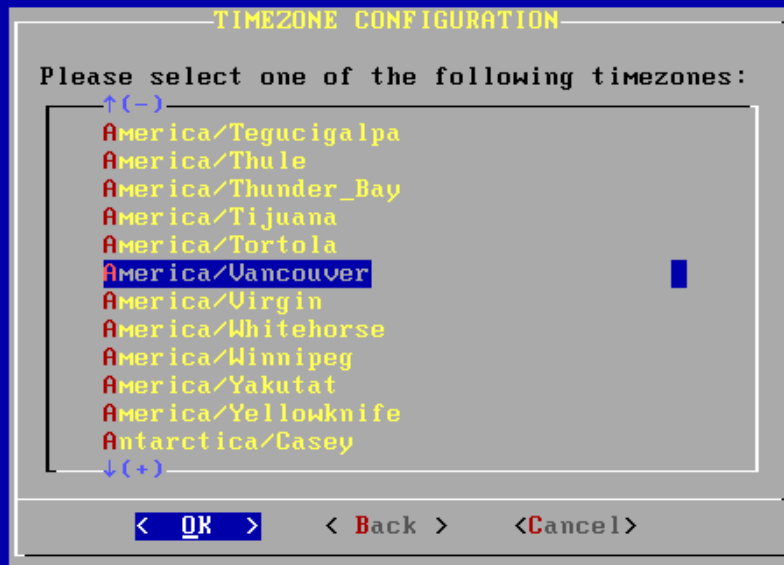 TIMEZONE CONFIGURATION
Please select one of the following timezones:
↑(-)
America/Tegucigalpa
America/Thule
America/Thunder_Bay
America/Tijuana
America/Tortola
America/Vancouver
America/Virgin
America/Whitehorse
America/Winnipeg
America/Yakutat
America/Yellowknife
Antarctica/Casey
↓(+)
< OK > < Back > <Cancel>